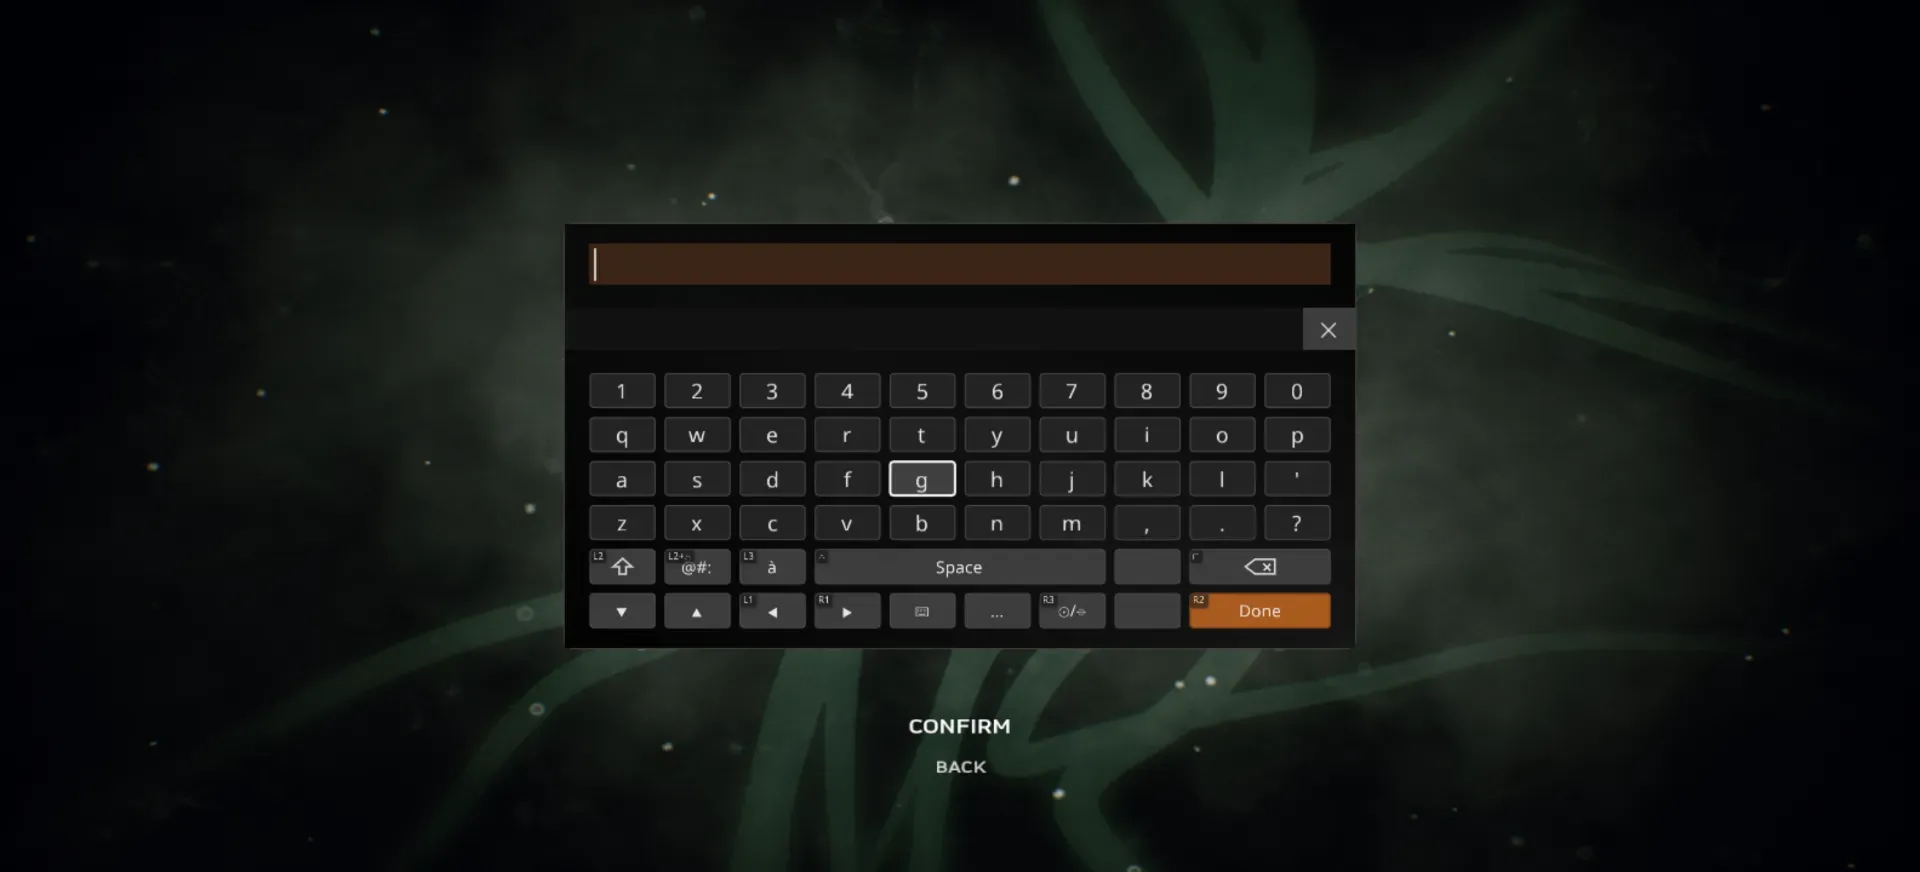 1 2 3 4 5 6 7 8 9 0
q w e r t y u i o p
a s d f g h j k l '
z x c v b n m , . ?
L2 L2+ @#: L3 à Space
L1 R1 ... R3 R2 Done
CONFIRM
BACK